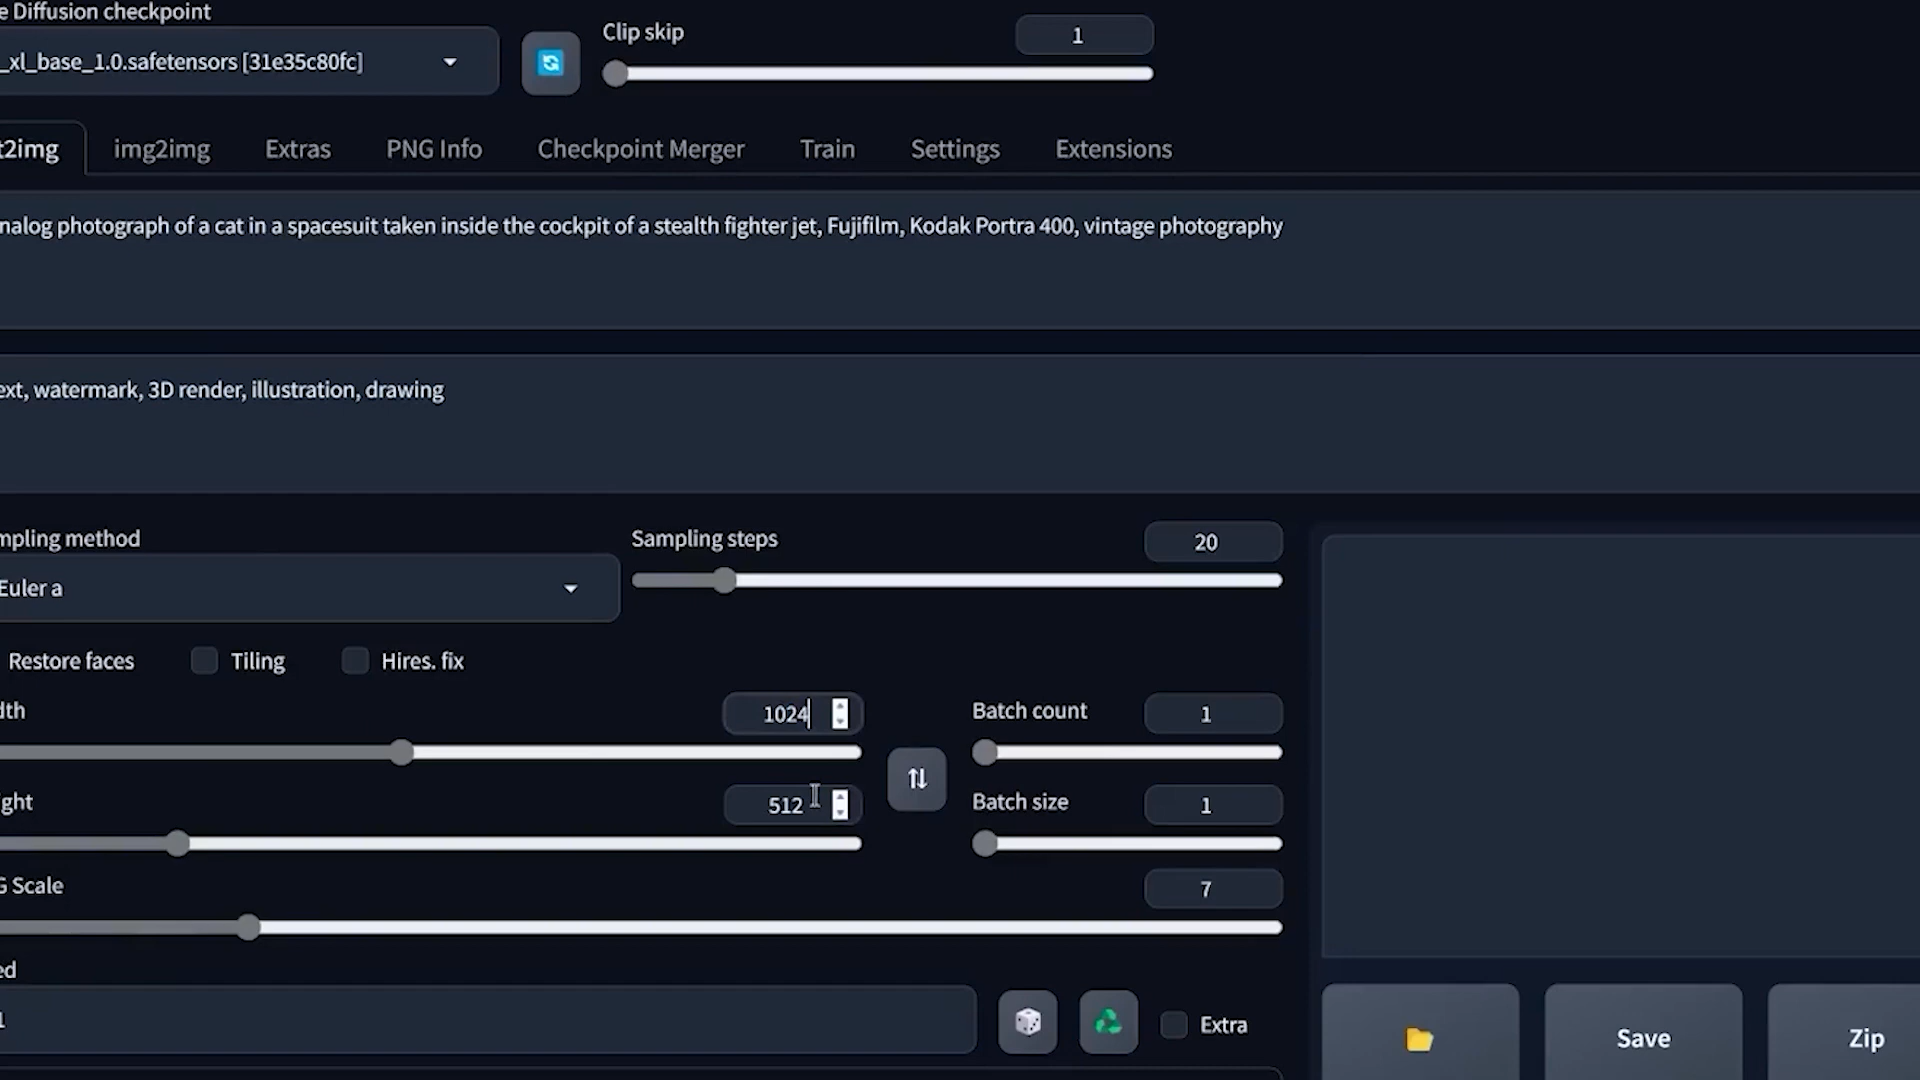 e Diffusion checkpoint
Clip skip
1
_xl_base_1.0.safetensors [31e35c80fc]
t2img
img2img
Extras
PNG Info
Checkpoint Merger
Train
Settings
Extensions
nalog photograph of a cat in a spacesuit taken inside the cockpit of a stealth fighter jet, Fujifilm, Kodak Portra 400, vintage photography
ext, watermark, 3D render, illustration, drawing
mpling method
Sampling steps
20
Euler a
Restore faces
Tiling
Hires. fix
dth
1024
Batch count
1
ght
512
Batch size
1
G Scale
7
ed
1
Extra
Save
Zip